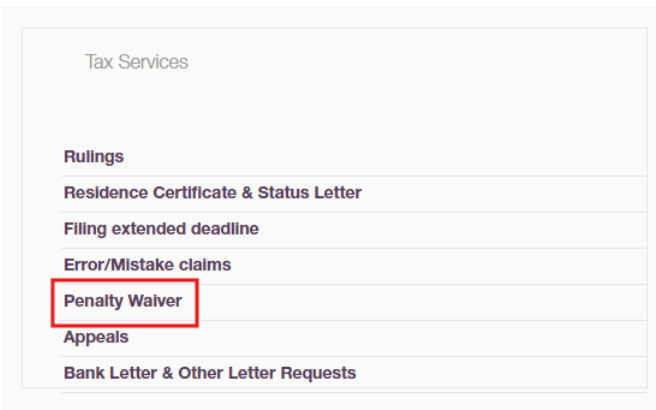 Tax Services
Rulings
Residence Certificate & Status Letter
Filing extended deadline
Error/Mistake claims
Penalty Waiver
Appeals
Bank Letter & Other Letter Requests